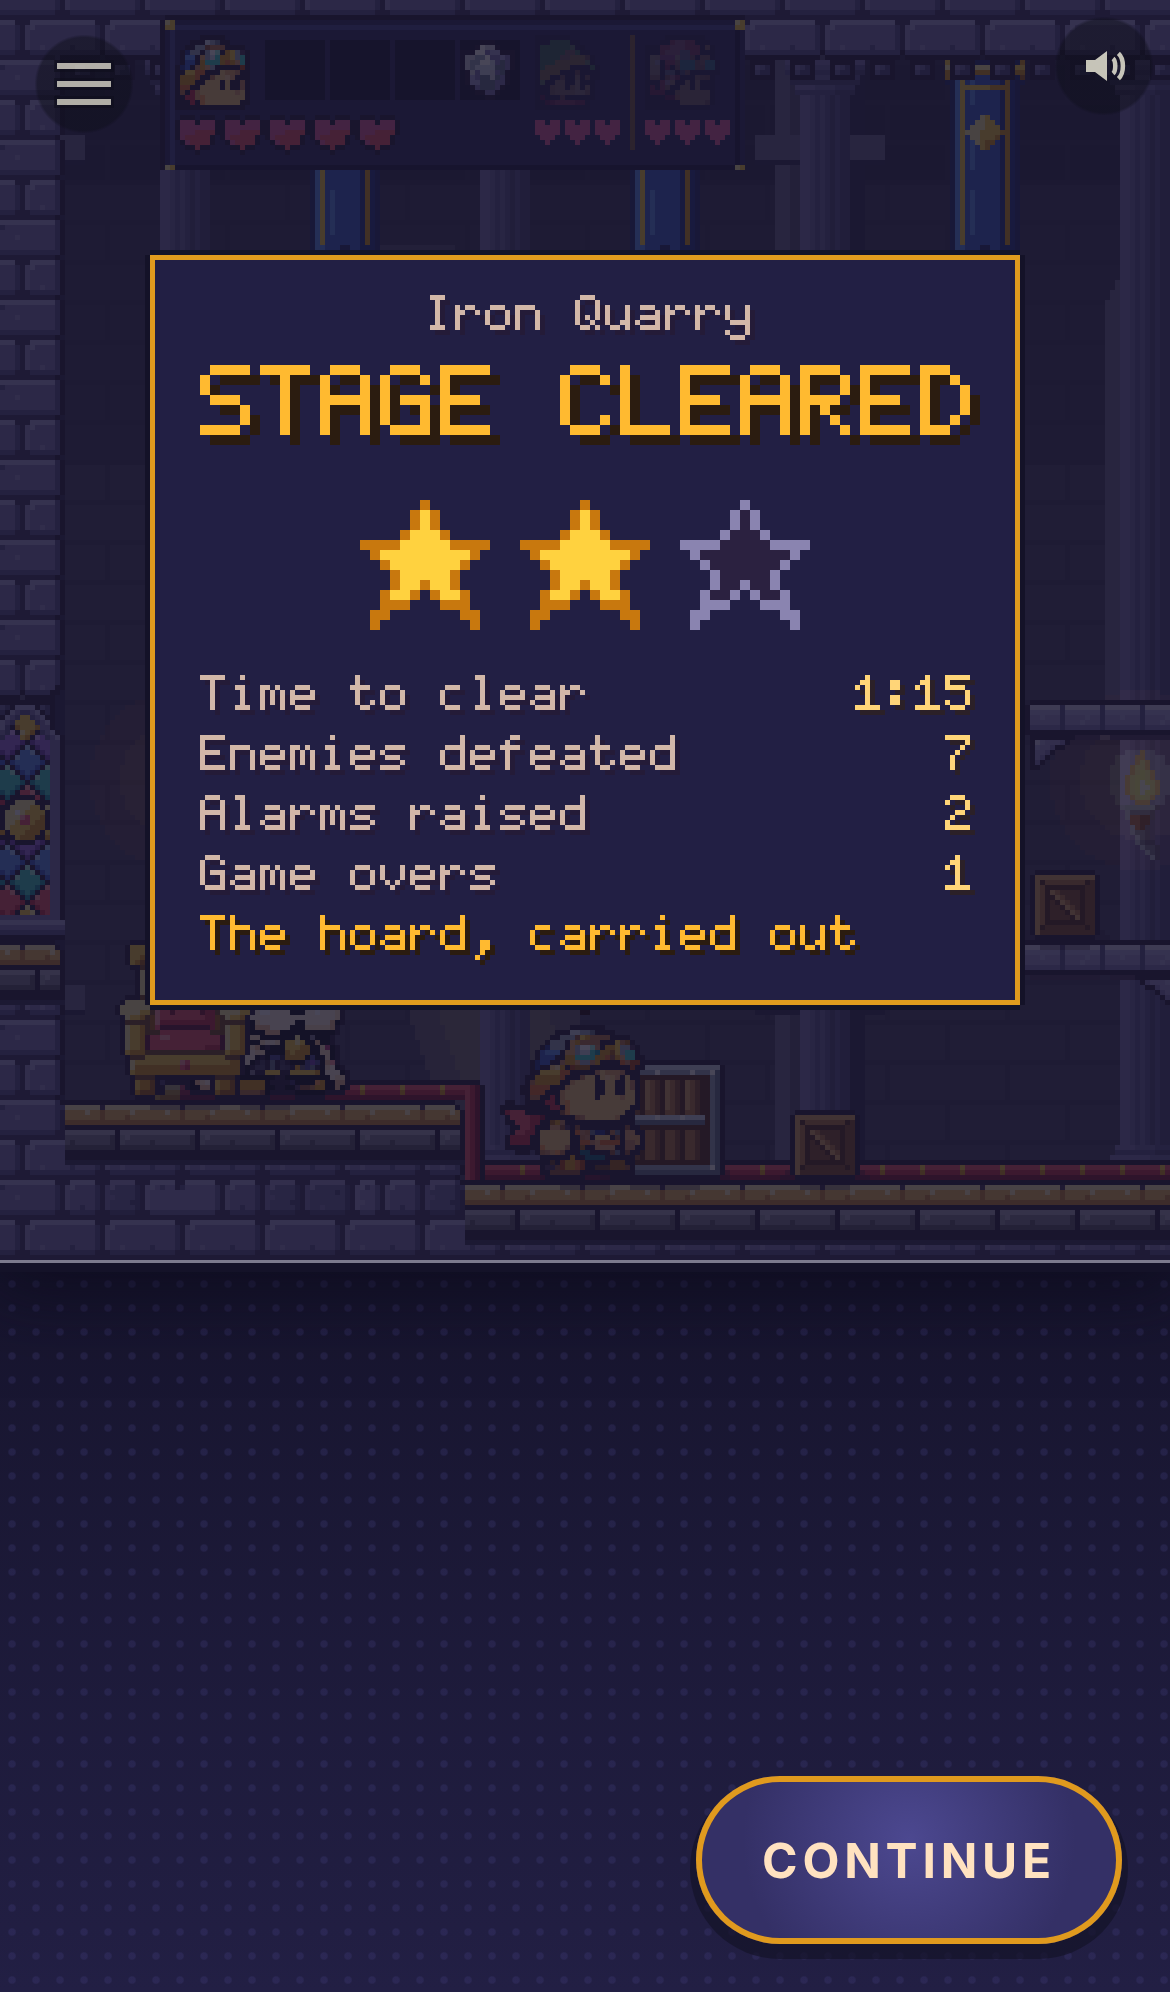 Iron Quarry
STAGE CLEARED
Time to clear 1:15
Enemies defeated 7
Alarms raised 2
Game overs 1
The hoard, carried out
CONTINUE